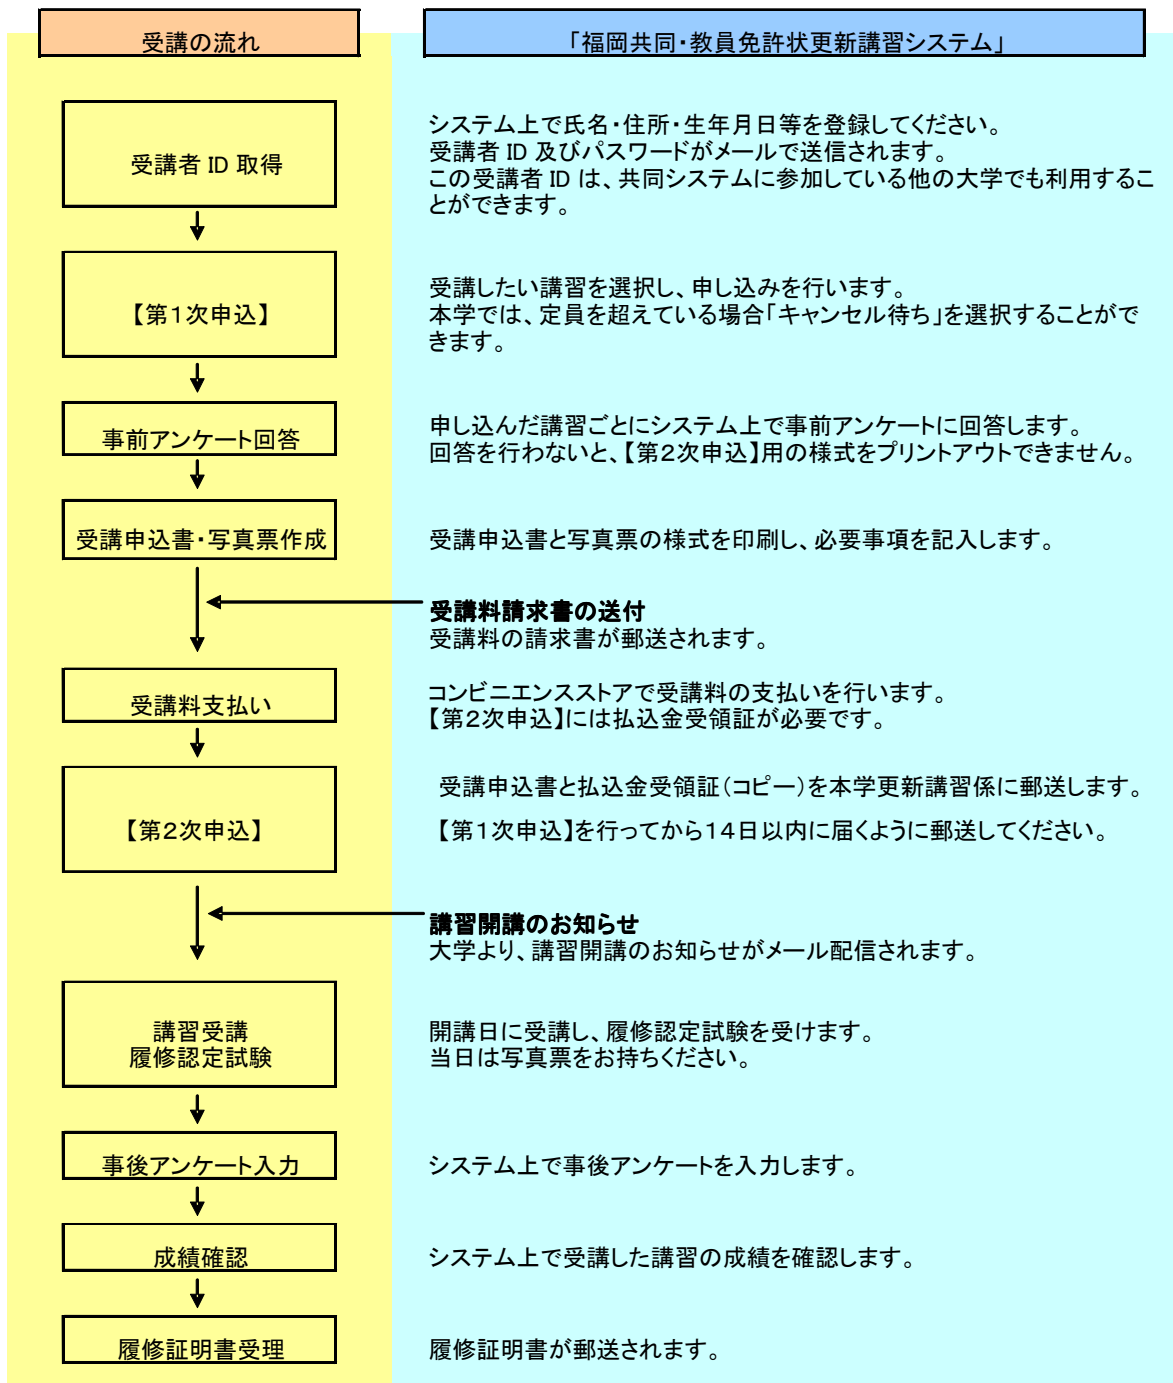 受講の流れ
「福岡共同・教員免許状更新講習システム」
受講者 ID 取得
システム上で氏名・住所・生年月日等を登録してください。
受講者 ID 及びパスワードがメールで送信されます。
この受講者 ID は、共同システムに参加している他の大学でも利用するこ
とができます。
【第１次申込】
受講したい講習を選択し、申し込みを行います。
本学では、定員を超えている場合「キャンセル待ち」を選択することがで
きます。
事前アンケート回答
申し込んだ講習ごとにシステム上で事前アンケートに回答します。
回答を行わないと、【第２次申込】用の様式をプリントアウトできません。
受講申込書・写真票作成
受講申込書と写真票の様式を印刷し、必要事項を記入します。
受講料請求書の送付
受講料の請求書が郵送されます。
受講料支払い
コンビニエンスストアで受講料の支払いを行います。
【第２次申込】には払込金受領証が必要です。
【第２次申込】
受講申込書と払込金受領証（コピー）を本学更新講習係に郵送します。
【第１次申込】を行ってから１４日以内に届くように郵送してください。
講習開講のお知らせ
大学より、講習開講のお知らせがメール配信されます。
講習受講
履修認定試験
開講日に受講し、履修認定試験を受けます。
当日は写真票をお持ちください。
事後アンケート入力
システム上で事後アンケートを入力します。
成績確認
システム上で受講した講習の成績を確認します。
履修証明書受理
履修証明書が郵送されます。